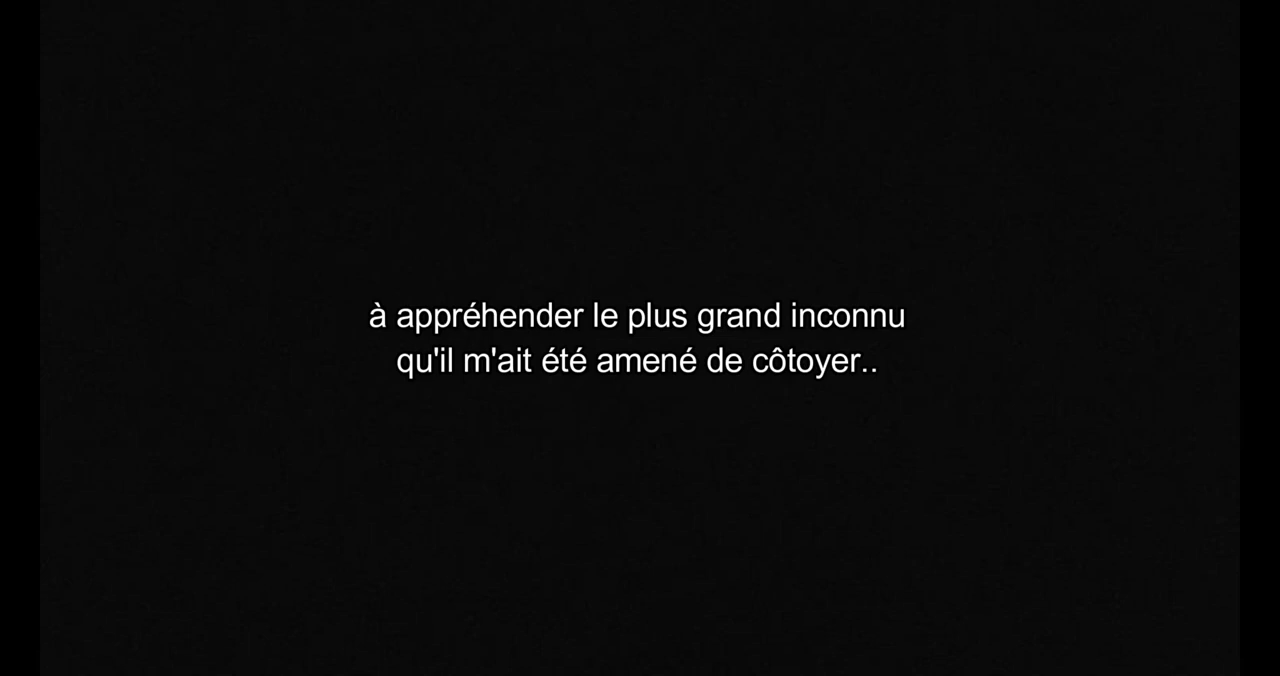 à appréhender le plus grand inconnu
qu'il m'ait été amené de côtoyer..